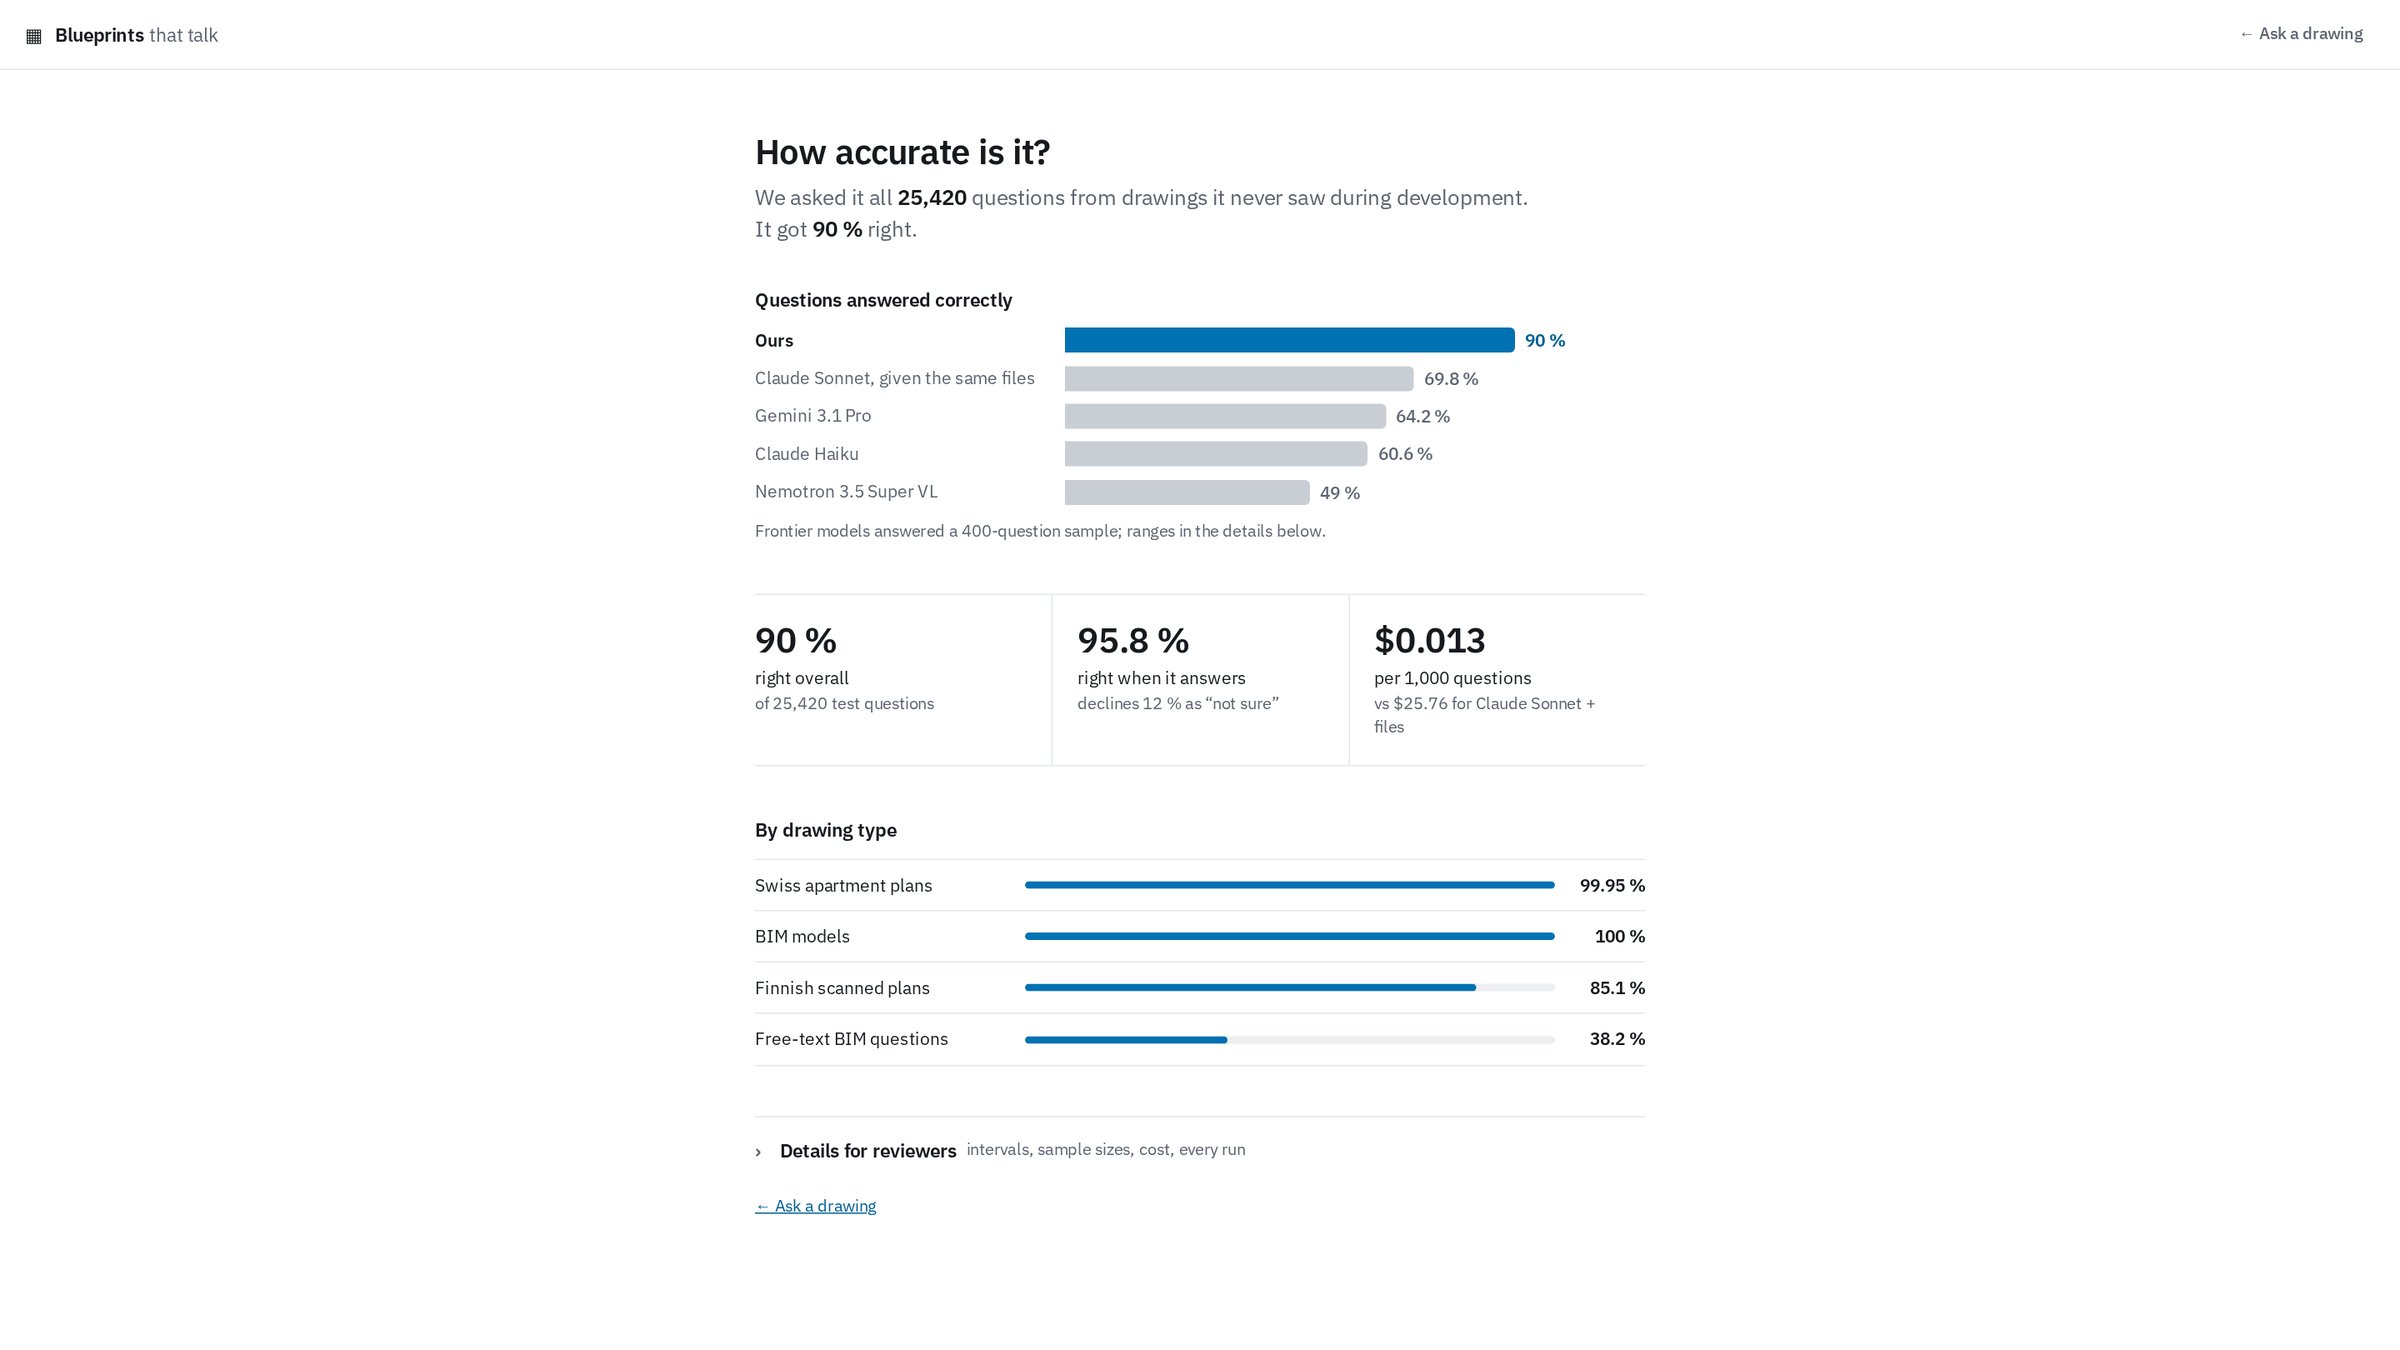 ▦ Blueprints that talk
← Ask a drawing
How accurate is it?
We asked it all 25,420 questions from drawings it never saw during development.
It got 90 % right.
Questions answered correctly
Ours 90 %
Claude Sonnet, given the same files 69.8 %
Gemini 3.1 Pro 64.2 %
Claude Haiku 60.6 %
Nemotron 3.5 Super VL 49 %
Frontier models answered a 400-question sample; ranges in the details below.
90 %
right overall
of 25,420 test questions
95.8 %
right when it answers
declines 12 % as “not sure”
$0.013
per 1,000 questions
vs $25.76 for Claude Sonnet +
files
By drawing type
Swiss apartment plans 99.95 %
BIM models 100 %
Finnish scanned plans 85.1 %
Free-text BIM questions 38.2 %
› Details for reviewers intervals, sample sizes, cost, every run
← Ask a drawing